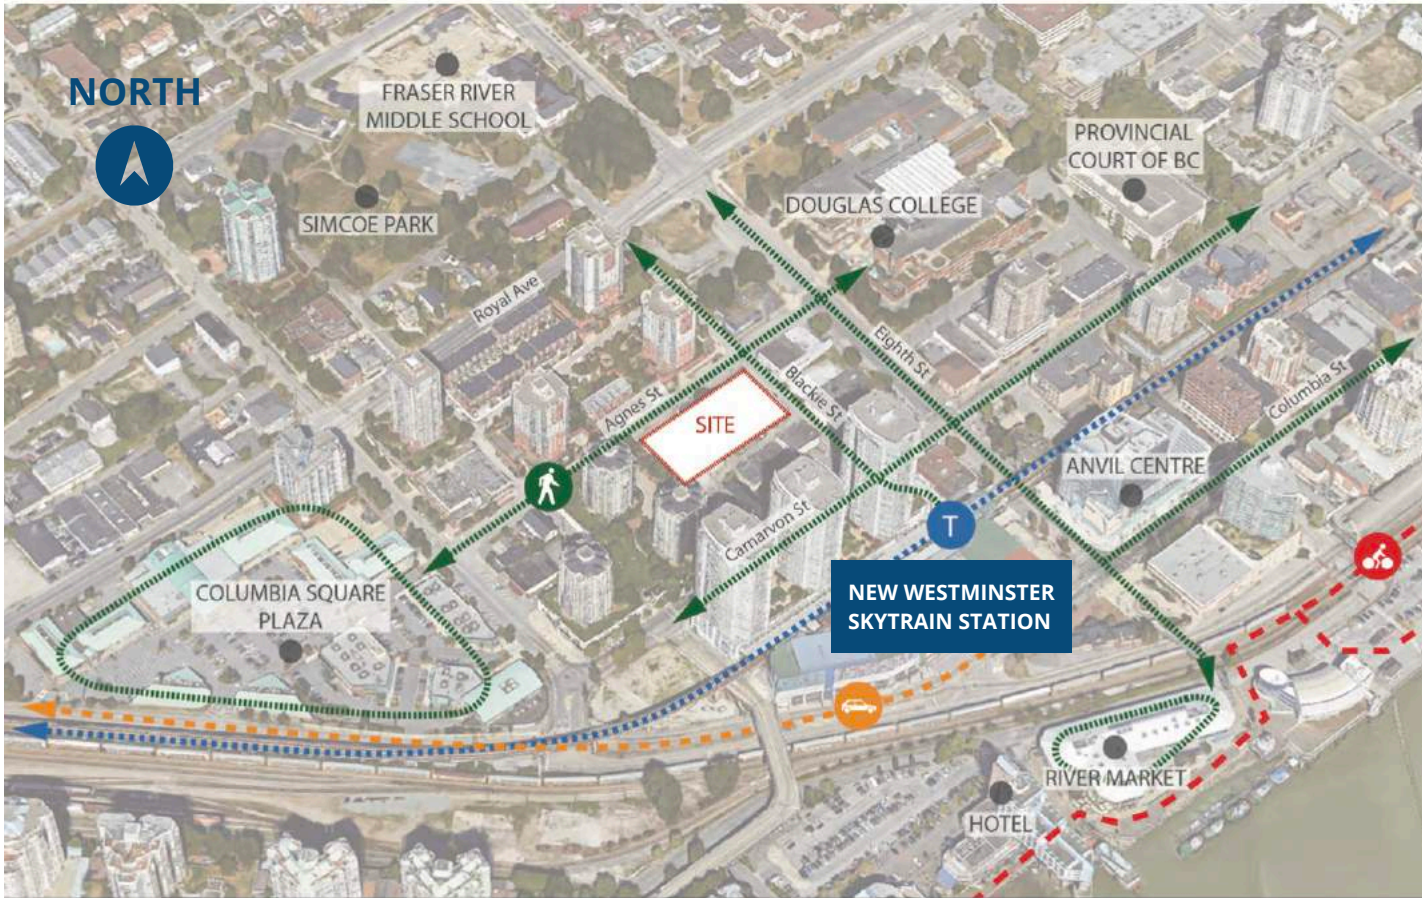 NORTH
FRASER RIVER
MIDDLE SCHOOL
PROVINCIAL
COURT OF BC
SIMCOE PARK
DOUGLAS COLLEGE
Royal Ave
Eighth St
Blackie St
Agnes St
SITE
Columbia St
ANVIL CENTRE
Carnarvon St
T
COLUMBIA SQUARE
PLAZA
NEW WESTMINSTER
SKYTRAIN STATION
RIVER MARKET
HOTEL